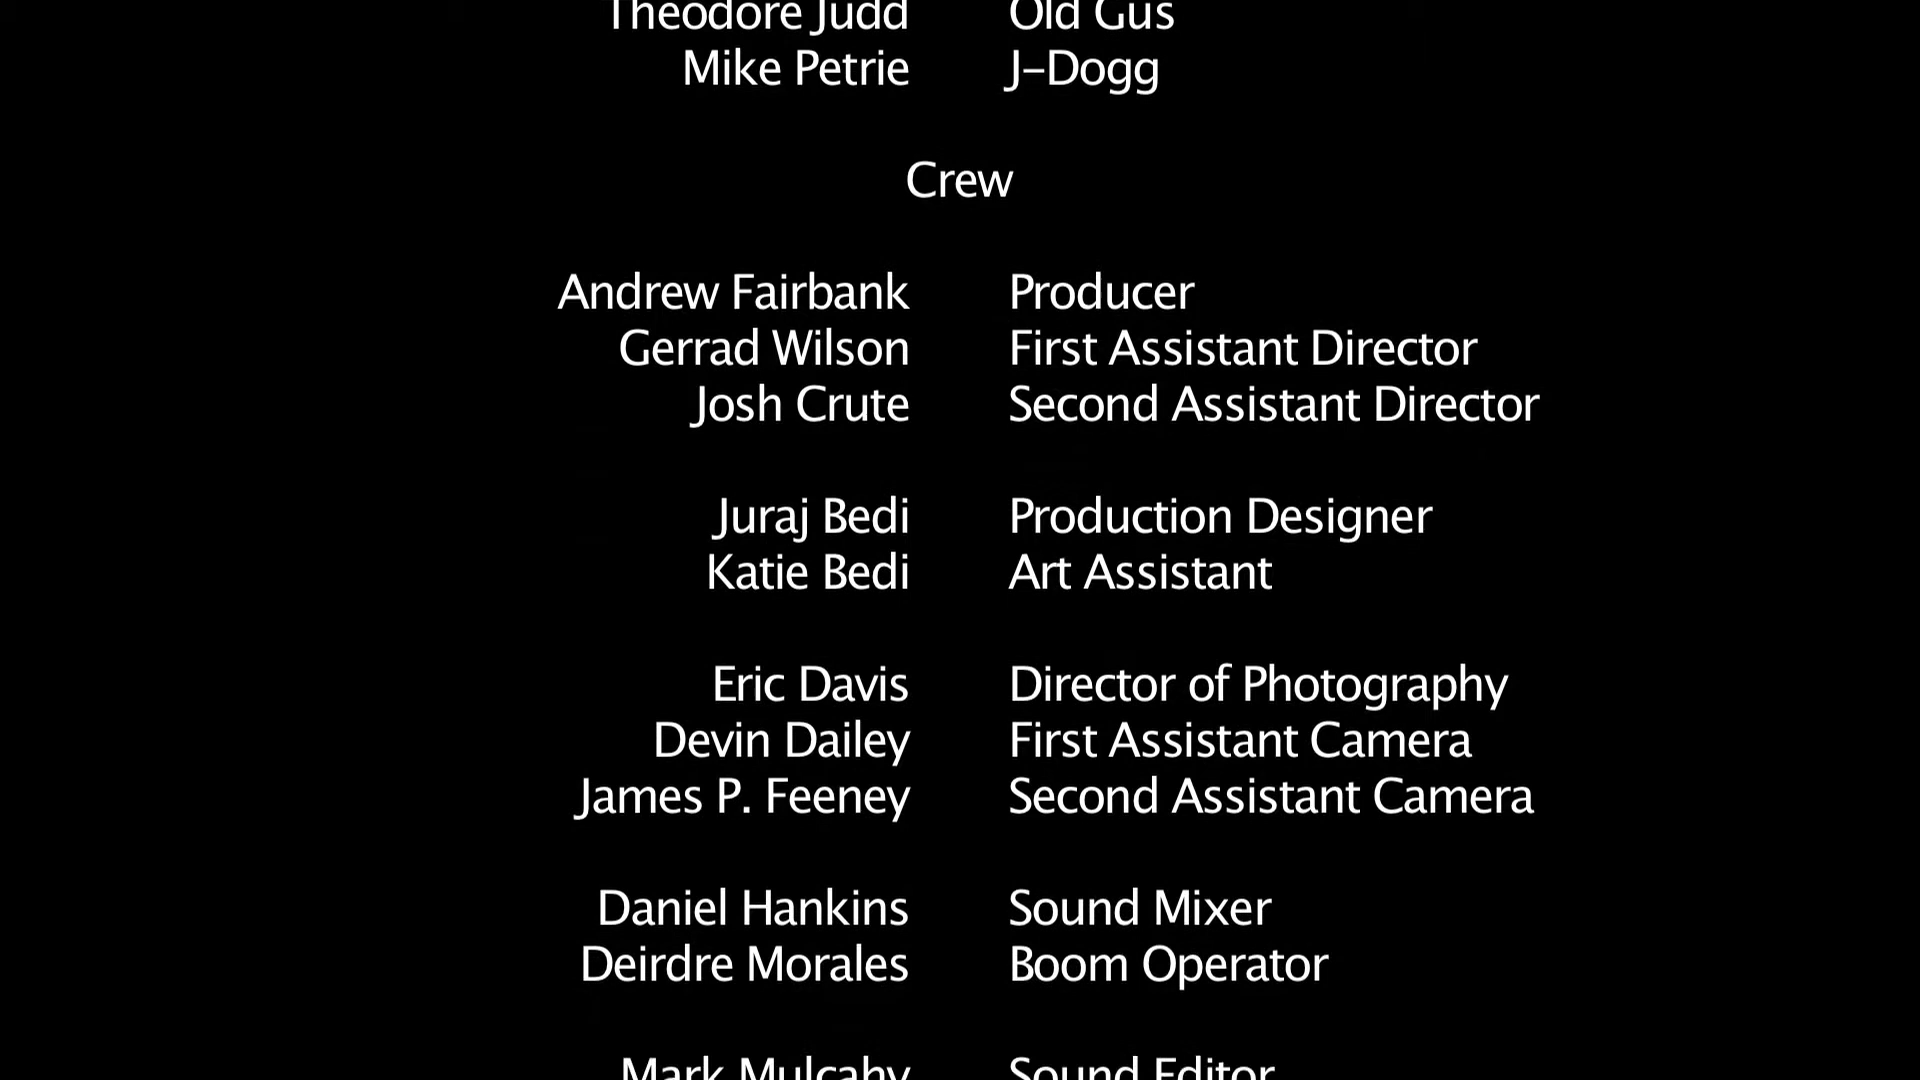 Theodore Judd Old Gus
Mike Petrie J-Dogg
Crew
Andrew Fairbank Producer
Gerrad Wilson First Assistant Director
Josh Crute Second Assistant Director
Juraj Bedi Production Designer
Katie Bedi Art Assistant
Eric Davis Director of Photography
Devin Dailey First Assistant Camera
James P. Feeney Second Assistant Camera
Daniel Hankins Sound Mixer
Deirdre Morales Boom Operator
Mark Mulcahy Sound Editor